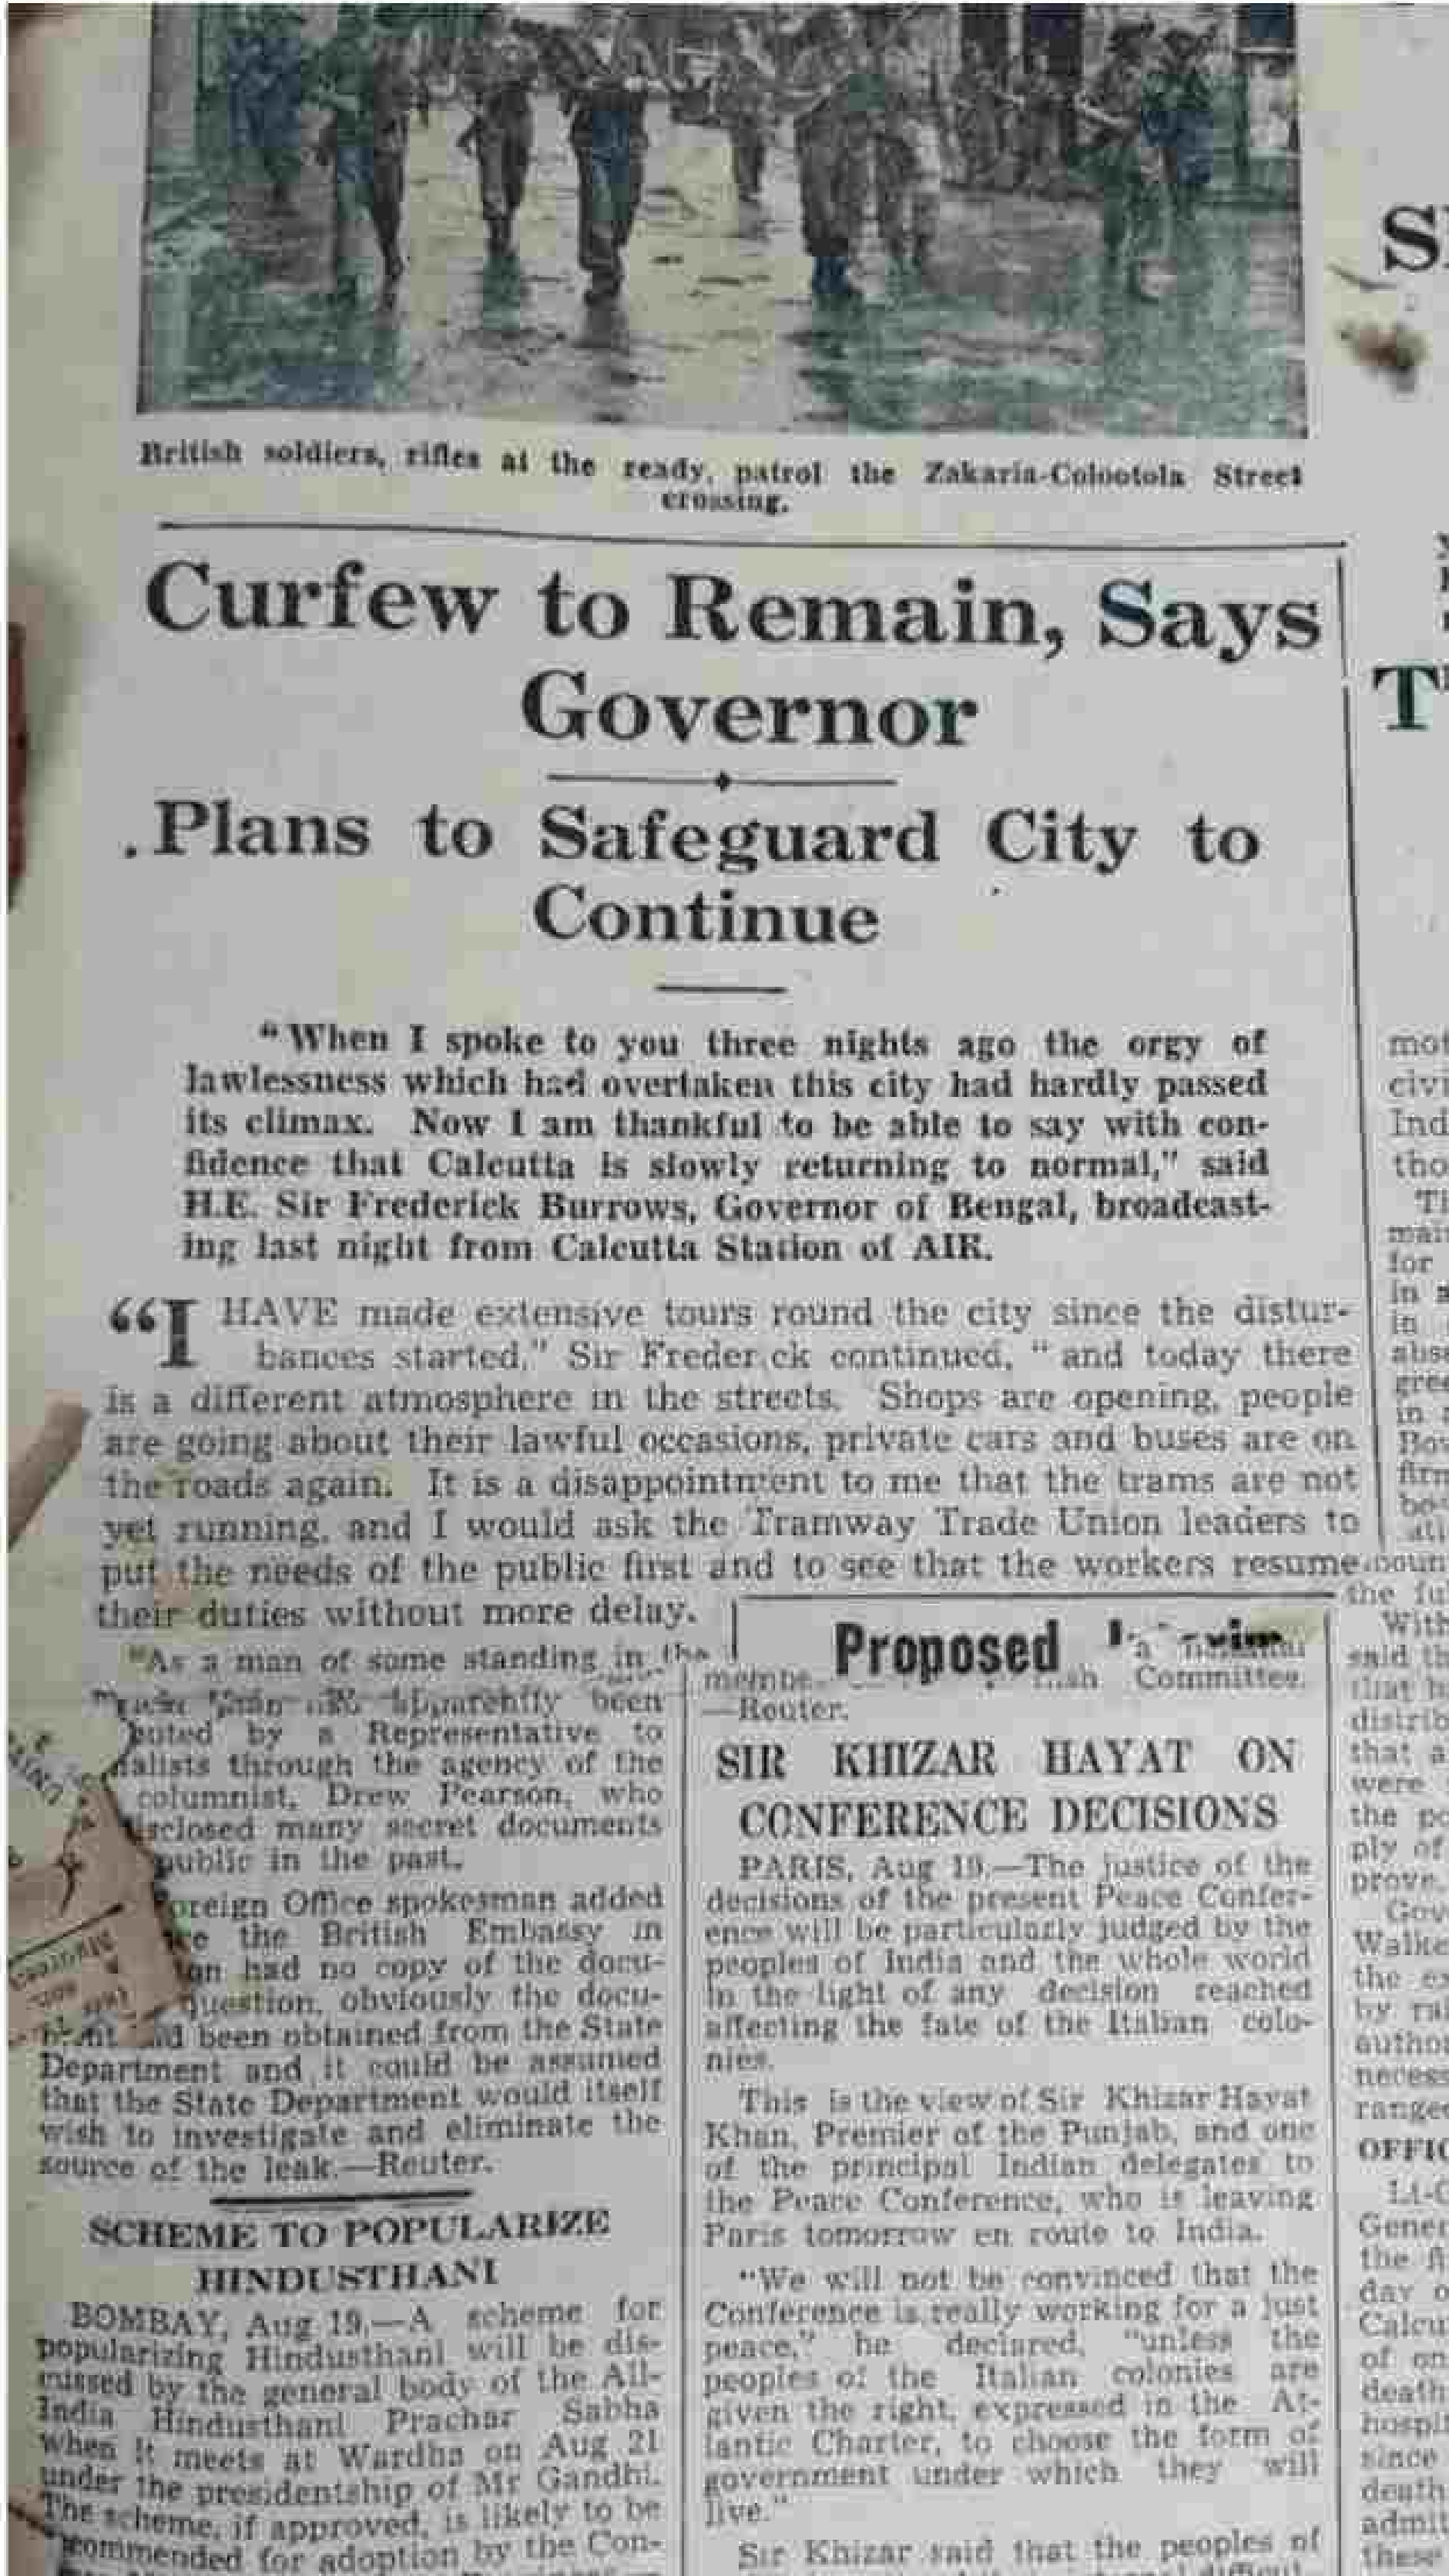 British soldiers, rifles at the ready, patrol the Zakaria-Colootola Street
crossing.
Curfew to Remain, Says
Governor
Plans to Safeguard City to
Continue
“When I spoke to you three nights ago the orgy of
lawlessness which had overtaken this city had hardly passed
its climax. Now I am thankful to be able to say with con-
fidence that Calcutta is slowly returning to normal,” said
H.E. Sir Frederick Burrows, Governor of Bengal, broadcast-
ing last night from Calcutta Station of AIR.
“I HAVE made extensive tours round the city since the distur-
bances started,” Sir Freder ck continued, “and today there
is a different atmosphere in the streets. Shops are opening, people
are going about their lawful occasions, private cars and buses are on
the roads again. It is a disappointment to me that the trams are not
yet running, and I would ask the Tramway Trade Union leaders to
put the needs of the public first and to see that the workers resume
their duties without more delay.
“As a man of some standing in the
been
buted by a Representative to
nalists through the agency of the
columnist, Drew Pearson, who
disclosed many secret documents
public in the past.
oreign Office spokesman added
the British Embassy in
had no copy of the docu-
question, obviously the docu-
been obtained from the State
Department and it could be assumed
that the State Department would itself
wish to investigate and eliminate the
source of the leak.—Reuter.
SCHEME TO POPULARIZE
HINDUSTHANI
BOMBAY, Aug 19.—A scheme for
popularizing Hindusthani will be dis-
cussed by the general body of the All-
India Hindusthani Prachar Sabha
when it meets at Wardha on Aug 21
under the presidentship of Mr Gandhi.
The scheme, if approved, is likely to be
recommended for adoption by the Con-
Proposed
membe Committee.
—Reuter.
SIR KHIZAR HAYAT ON
CONFERENCE DECISIONS
PARIS, Aug 19.—The justice of the
decisions of the present Peace Confer-
ence will be particularly judged by the
peoples of India and the whole world
in the light of any decision reached
affecting the fate of the Italian colo-
nies.
This is the view of Sir Khizar Hayat
Khan, Premier of the Punjab, and one
of the principal Indian delegates to
the Peace Conference, who is leaving
Paris tomorrow en route to India.
“We will not be convinced that the
Conference is really working for a just
peace,” he declared, “unless the
peoples of the Italian colonies are
given the right, expressed in the At-
lantic Charter, to choose the form of
government under which they will
live.”
Sir Khizar said that the peoples of